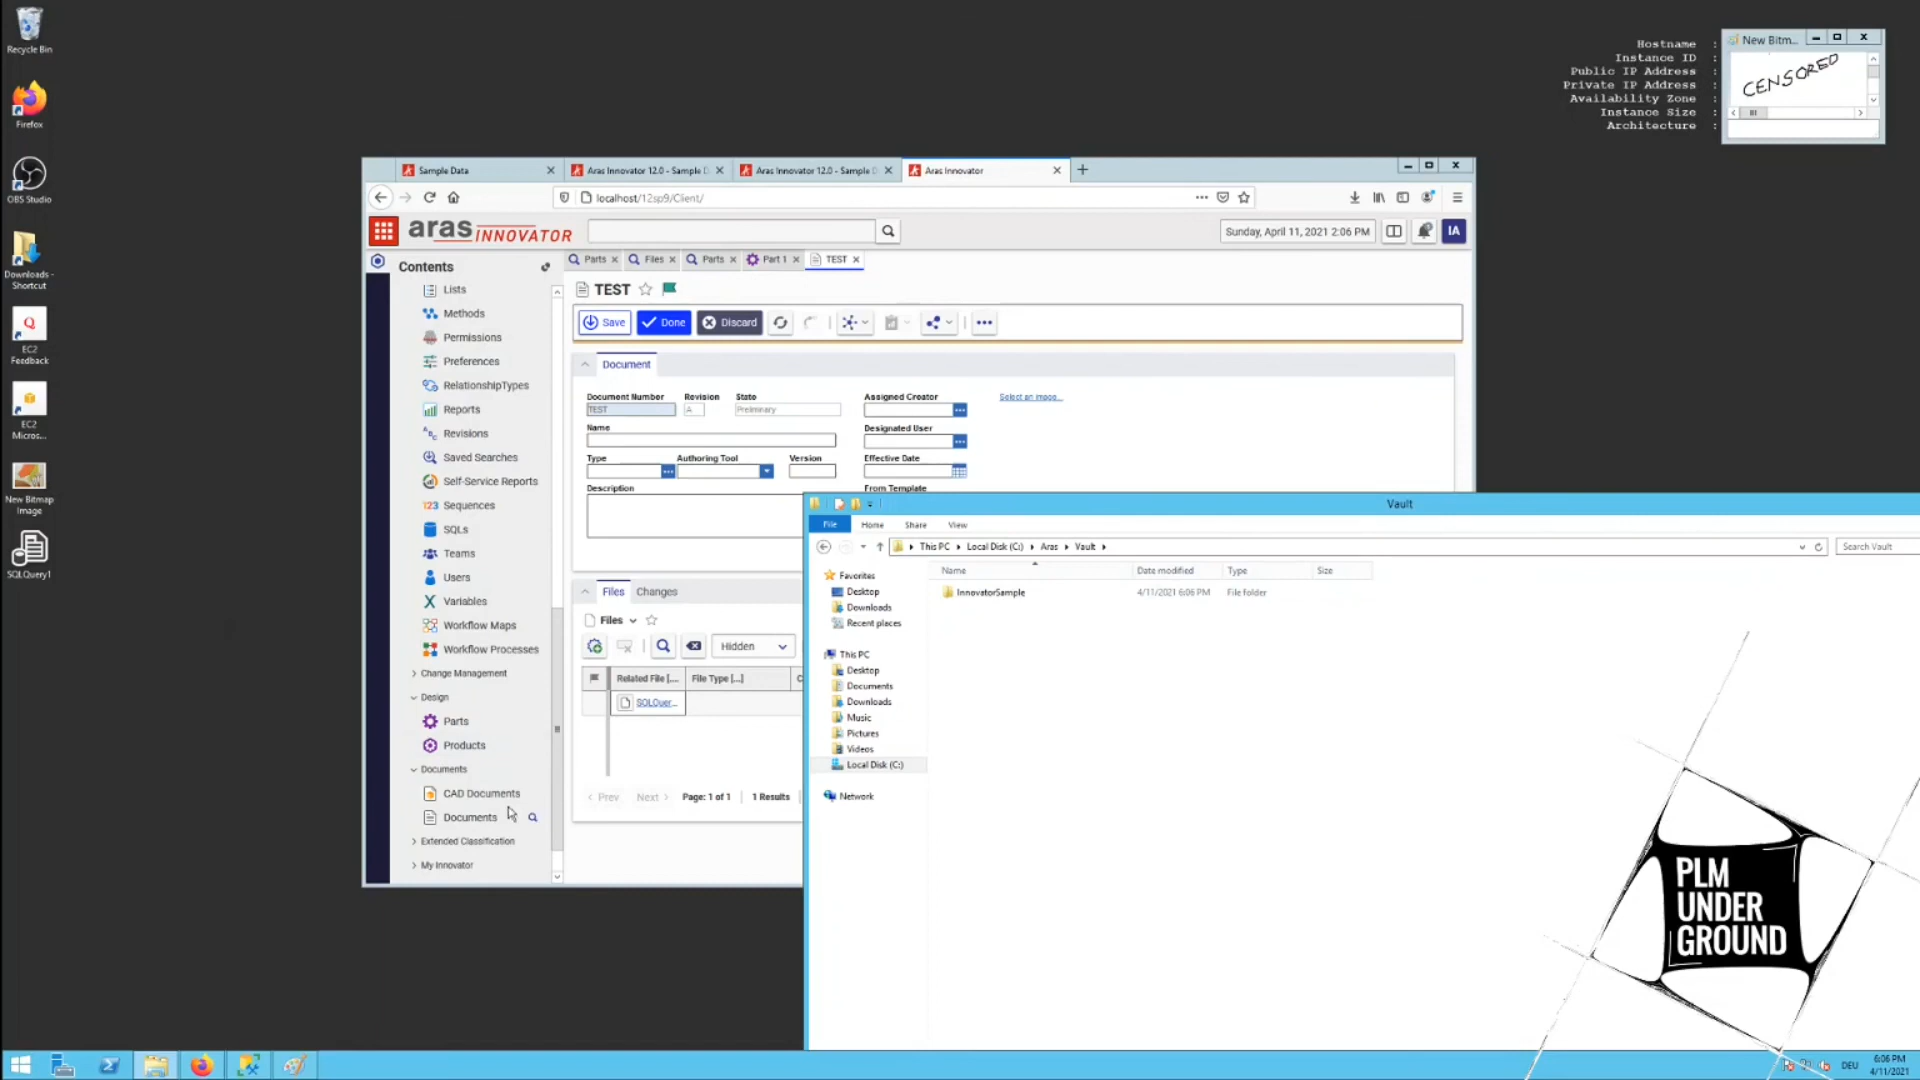 Recycle Bin
Firefox
OBS Studio
Downloads -
Shortcut
EC2
Feedback
EC2
Micros...
New Bitmap
Image
SQLQuery1
Hostname :
Instance ID :
Public IP Address :
Private IP Address :
Availability Zone :
Instance Size :
Architecture :
New Bitm...
CENSORED
Sample Data
Aras Innovator 12.0 - Sample D
Aras Innovator 12.0 - Sample D
Aras Innovator
localhost/12sp9/Client/
aras INNOVATOR
Sunday, April 11, 2021 2:06 PM
IA
Contents
Lists
Methods
Permissions
Preferences
RelationshipTypes
Reports
Revisions
Saved Searches
Self-Service Reports
123 Sequences
SQLs
Teams
Users
Variables
Workflow Maps
Workflow Processes
Change Management
Design
Parts
Products
Documents
CAD Documents
Documents
Extended Classification
My Innovator
Parts
Files
Parts
Part 1
TEST
TEST
Save
Done
Discard
Document
Document Number Revision State
TEST A Preliminary
Name
Type Authoring Tool Version
Description
Assigned Creator
Designated User
Effective Date
From Template
Select an image...
Files Changes
Files
Hidden
Related File [.... File Type [...] C
SQLQuer...
< Prev Next > Page: 1 of 1 1 Results
Vault
File Home Share View
This PC Local Disk (C:) Aras Vault
Search Vault
Favorites
Desktop
Downloads
Recent places
This PC
Desktop
Documents
Downloads
Music
Pictures
Videos
Local Disk (C:)
Network
Name Date modified Type Size
InnovatorSample 4/11/2021 6:06 PM File folder
PLM
UNDER
GROUND
DEU
6:06 PM
4/11/2021